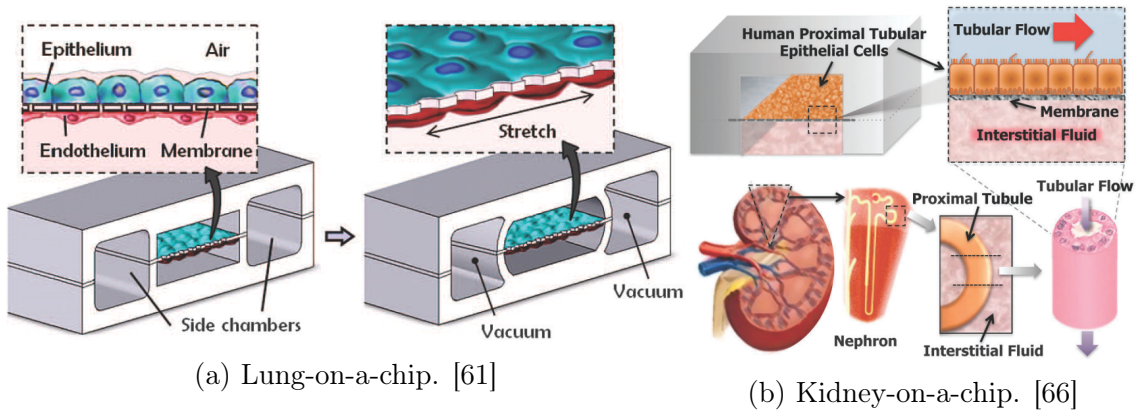 Epithelium
Air
Endothelium
Membrane
Side chambers
Stretch
Vacuum
Vacuum
(a) Lung-on-a-chip. [61]
Human Proximal Tubular
Epithelial Cells
Tubular Flow
Membrane
Interstitial Fluid
Nephron
Proximal Tubule
Interstitial Fluid
Tubular Flow
(b) Kidney-on-a-chip. [66]